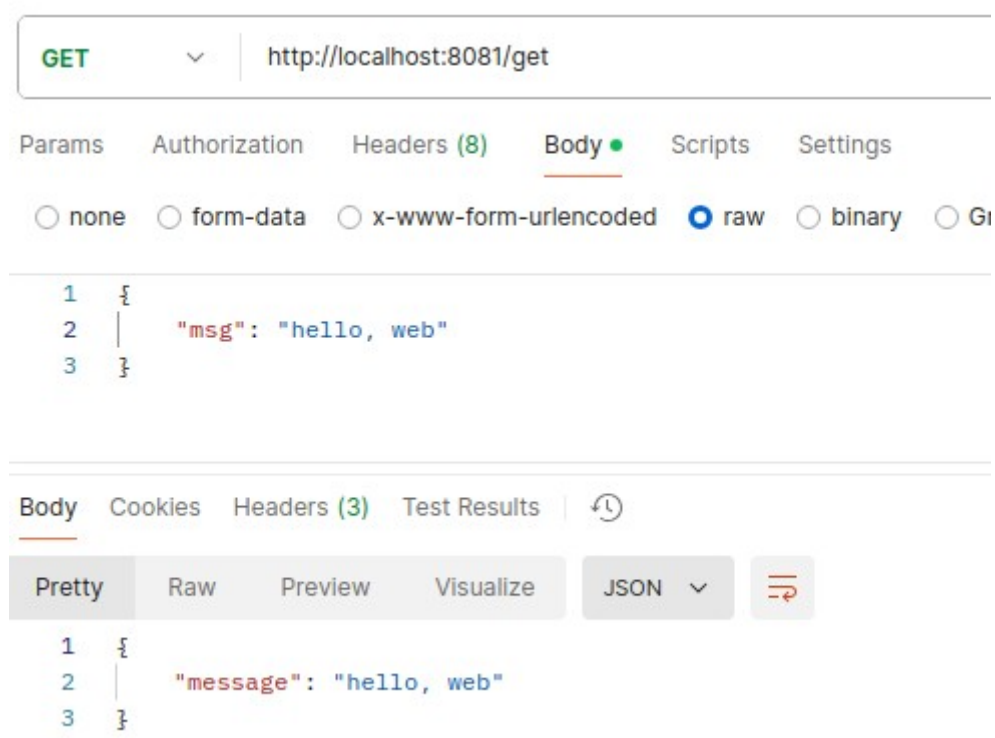 GET http://localhost:8081/get
Params Authorization Headers (8) Body Scripts Settings
none form-data x-www-form-urlencoded raw binary Gr
1 {
2 "msg": "hello, web"
3 }
Body Cookies Headers (3) Test Results
Pretty Raw Preview Visualize JSON
1 {
2 "message": "hello, web"
3 }